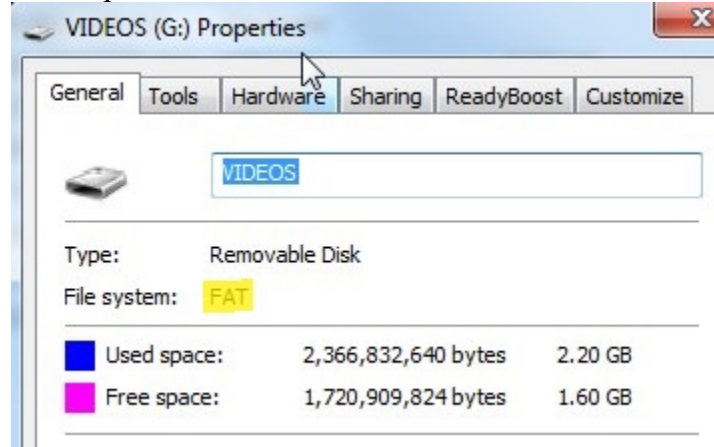 VIDEOS (G:) Properties
General Tools Hardware Sharing ReadyBoost Customize
VIDEOS
Type: Removable Disk
File system: FAT
Used space: 2,366,832,640 bytes 2.20 GB
Free space: 1,720,909,824 bytes 1.60 GB